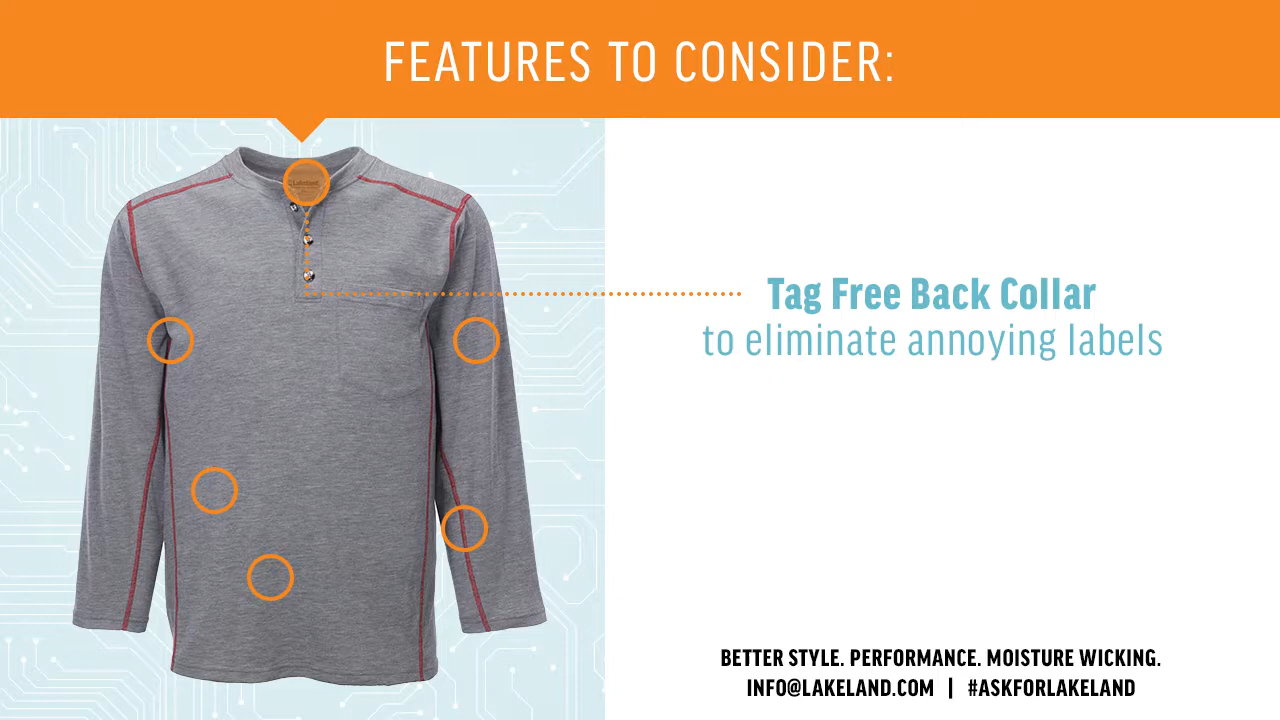 FEATURES TO CONSIDER:
Lakeland
Tag Free Back Collar
to eliminate annoying labels
BETTER STYLE. PERFORMANCE. MOISTURE WICKING.
INFO@LAKELAND.COM | #ASKFORLAKELAND